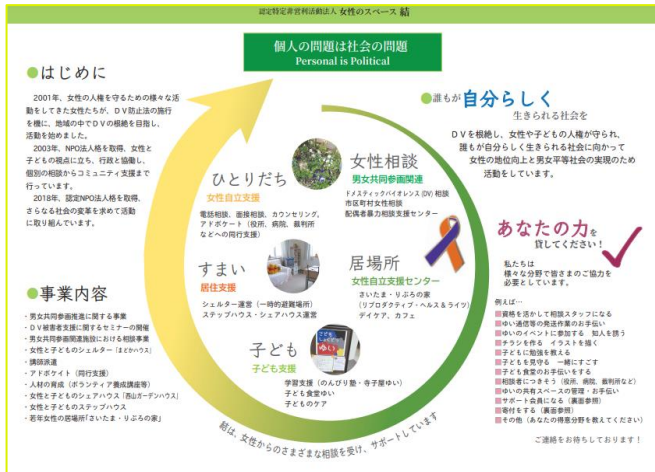 認定特定非営利活動法人 女性のスペース 結
個人の問題は社会の問題
Personal is Political
●はじめに
2001年、女性の人権を守るための様々な活
動をしてきた女性たちが、DV防止法の施行
を機に、地域の中でDVの根絶を目指し、
活動を始めました。
2003年、NPO法人格を取得、女性と
子どもの視点に立ち、行政と協働し、
個別の相談からコミュニティ支援まで
行っています。
2018年、認定NPO法人格を取得、
さらなる社会の変革を求めて活動
に取り組んでいます。
●事業内容
・男女共同参画推進に関する事業
・DV被害者支援に関するセミナーの開催
・男女共同参画関連施設における相談事業
・女性と子どものシェルター「まどかハウス」
・講師派遣
・アドボケイト（同行支援）
・人材の育成（ボランティア養成講座等）
・女性と子どものシェアハウス「西山ガーデンハウス」
・女性と子どものステップハウス
・若年女性の居場所「さいたま・りぷろの家」
ひとりだち
女性自立支援
電話相談、面接相談、カウンセリング、
アドボケート（役所、病院、裁判所
などへの同行支援）
女性相談
男女共同参画関連
ドメスティックバイオレンス(DV)相談
市区町村女性相談
配偶者暴力相談支援センター
すまい
居住支援
シェルター運営（一時的避難場所）
ステップハウス・シェアハウス運営
居場所
女性自立支援センター
さいたま・りぷろの家
（リプロダクティブ・ヘルス＆ライツ）
デイケア、カフェ
子ども
子ども支援
学習支援（のんびり塾・寺子屋ゆい）
子ども食堂ゆい
子どものケア
ゆい
結は、女性からのさまざまな相談を受け、サポートしています
●誰もが 自分らしく
生きられる社会を
DVを根絶し、女性や子どもの人権が守られ、
誰もが自分らしく生きられる社会に向かって
女性の地位向上と男女平等社会の実現のため
活動をしています。
あなたの力を
貸してください！
私たちは
様々な分野で皆さまのご協力を
必要としています。
例えば…
■資格を活かして相談スタッフになる
■ゆい通信等の発送作業のお手伝い
■ゆいのイベントに参加する 知人を誘う
■チラシを作る イラストを描く
■子どもに勉強を教える
■子どもを見守る 一緒にすごす
■子ども食堂のお手伝いをする
■相談者につきそう（役所、病院、裁判所など）
■ゆいの共有スペースの管理・お手伝い
■サポート会員になる（裏面参照）
■寄付をする（裏面参照）
■その他（あなたの得意分野を教えてください）
ご連絡をお待ちしております！